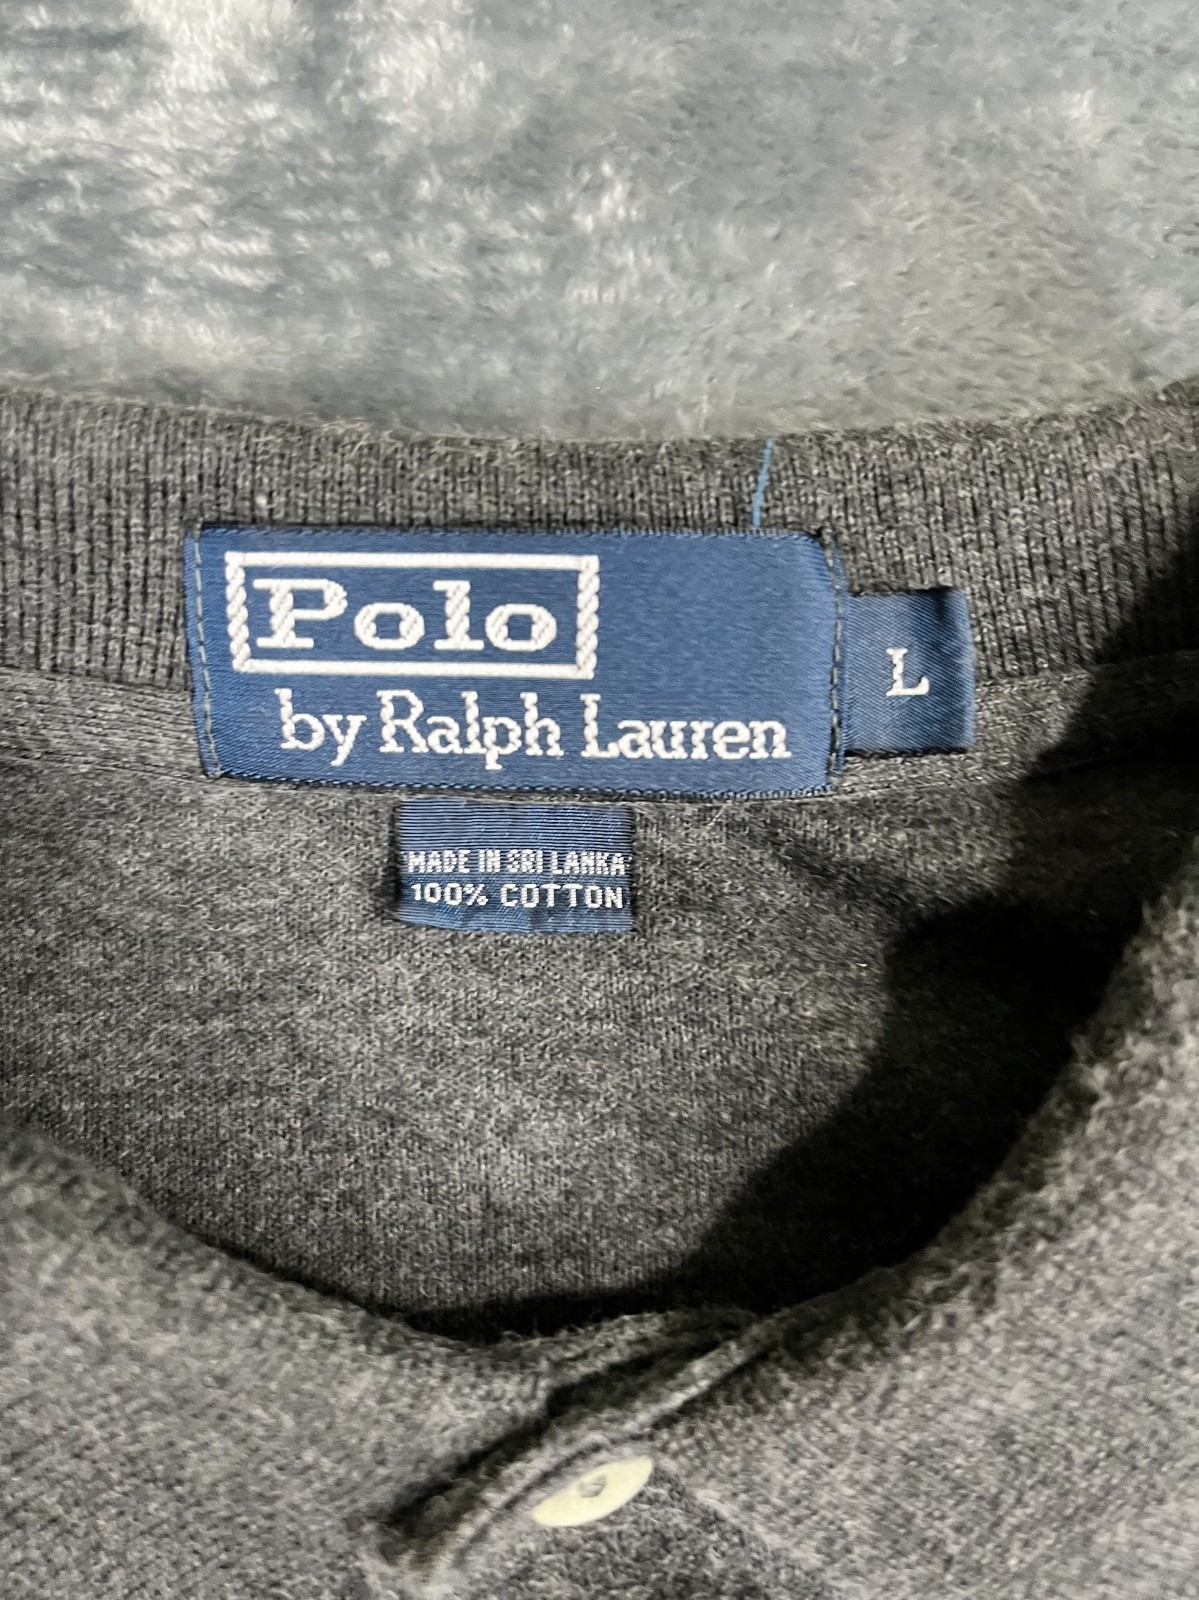 Polo
by Ralph Lauren
L
MADE IN SRI LANKA
100% COTTON